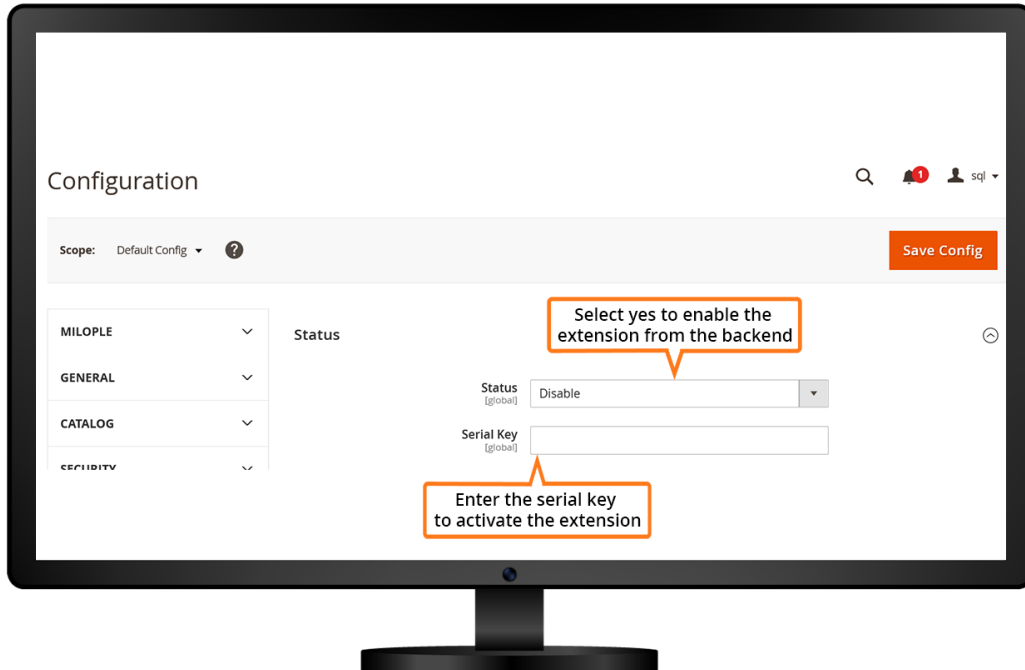 Configuration
1
sql
Scope: Default Config ?
Save Config
MILOPLE
GENERAL
CATALOG
SECURITY
Status
Select yes to enable the
extension from the backend
Status
[global]
Disable
Serial Key
[global]
Enter the serial key
to activate the extension